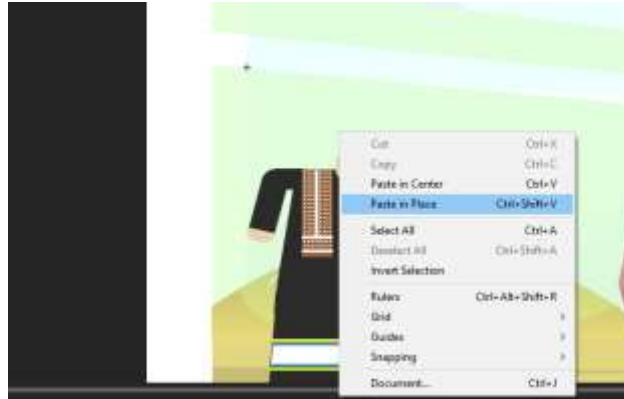 Cut Ctrl+X
Copy Ctrl+C
Paste in Center Ctrl+V
Paste in Place Ctrl+Shift+V
Select All Ctrl+A
Deselect All Ctrl+Shift+A
Invert Selection
Rulers Ctrl+Alt+Shift+R
Grid
Guides
Snapping
Document... Ctrl+J